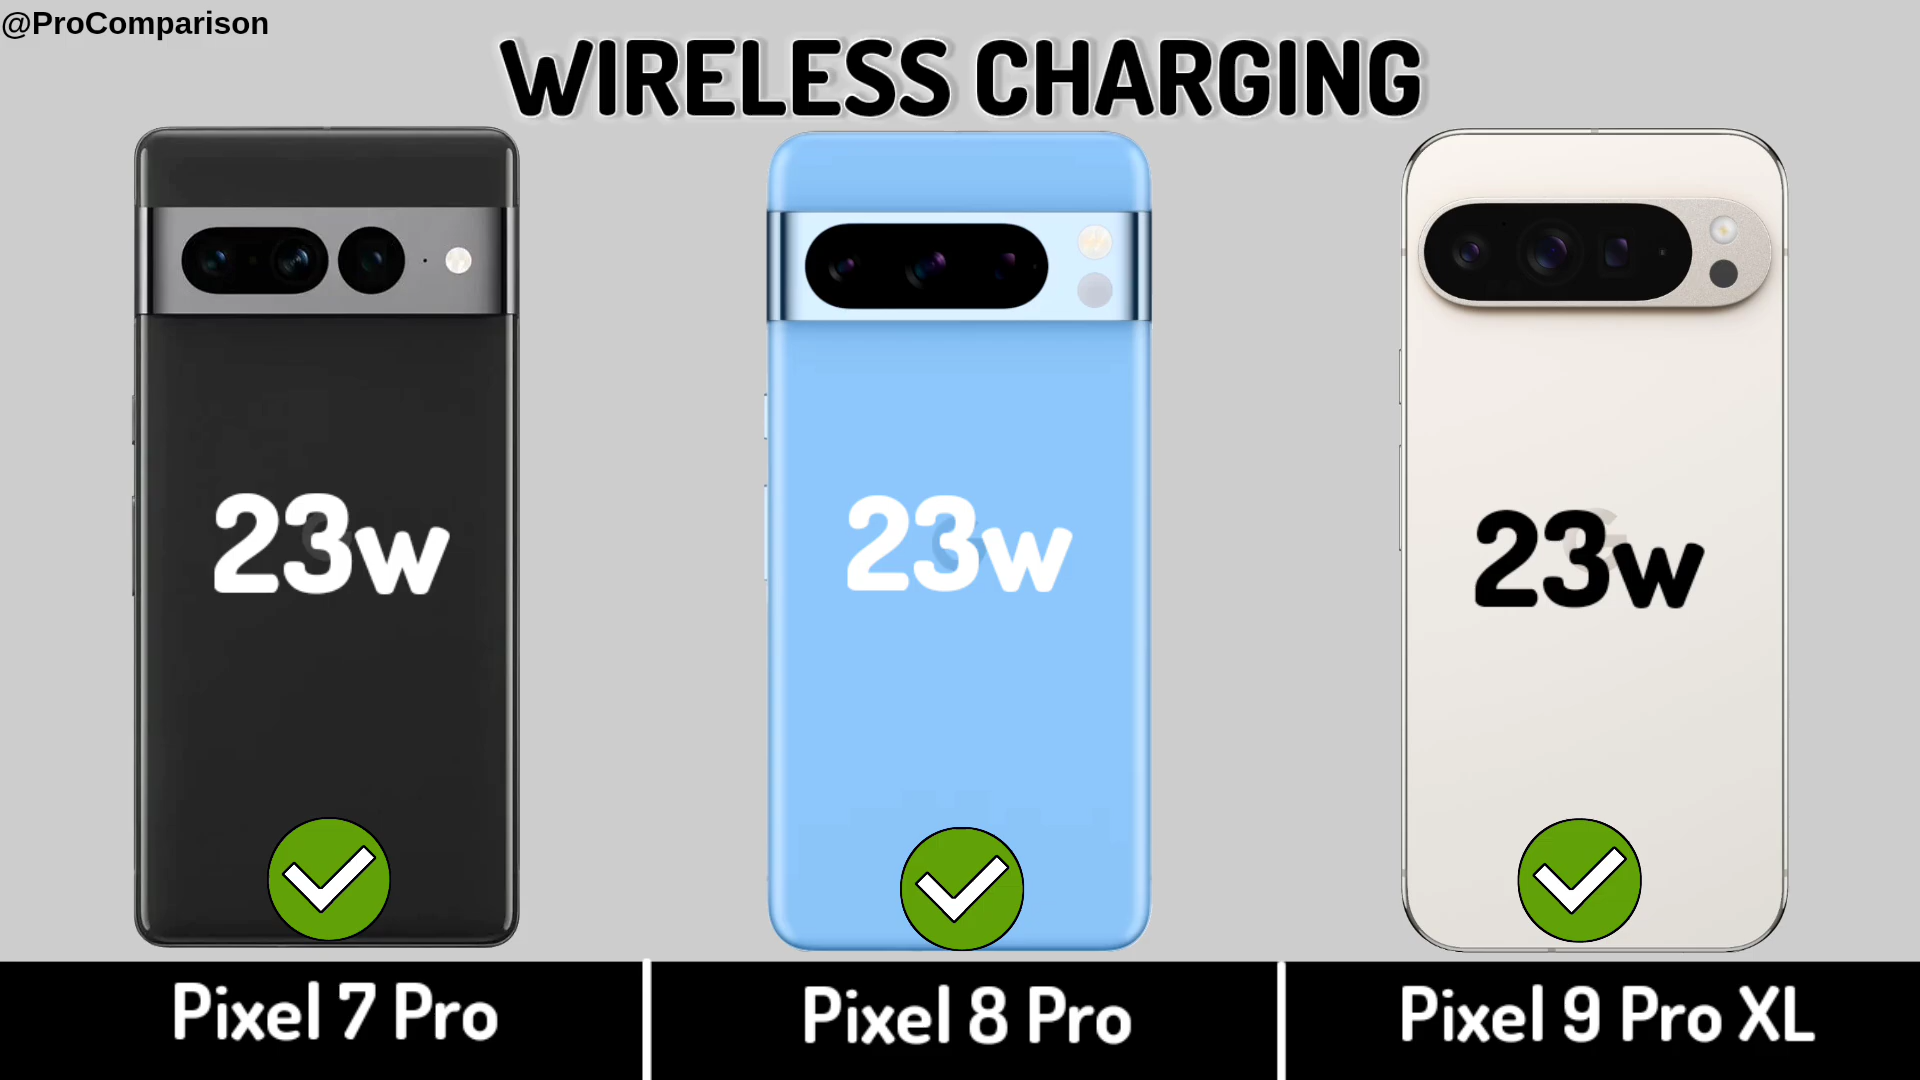 @ProComparison
WIRELESS CHARGING
23w
23w
23w
Pixel 7 Pro
Pixel 8 Pro
Pixel 9 Pro XL